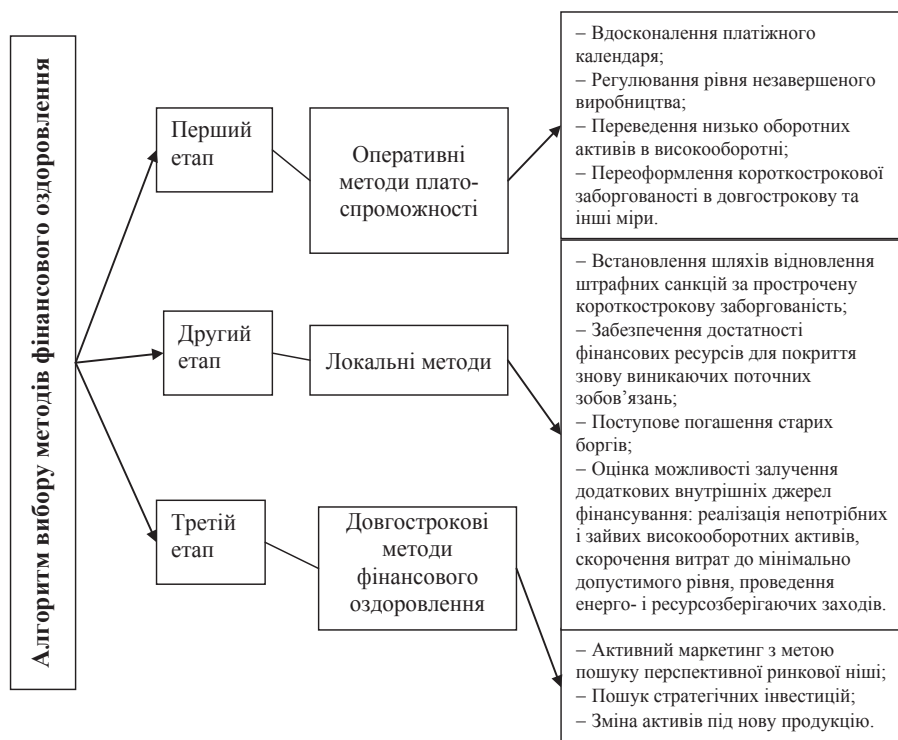 Алгоритм вибору методів фінансового оздоровлення
Перший
етап
Оперативні
методи плато-
спроможності
– Вдосконалення платіжного
календаря;
– Регулювання рівня незавершеного
виробництва;
– Переведення низько оборотних
активів в високооборотні;
– Переоформлення короткострокової
заборгованості в довгострокову та
інші міри.
Другий
етап
Локальні методи
– Встановлення шляхів відновлення
штрафних санкцій за прострочену
короткострокову заборгованість;
– Забезпечення достатності
фінансових ресурсів для покриття
знову виникаючих поточних
зобов’язань;
– Поступове погашення старих
боргів;
– Оцінка можливості залучення
додаткових внутрішніх джерел
фінансування: реалізація непотрібних
і зайвих високооборотних активів,
скорочення витрат до мінімально
допустимого рівня, проведення
енерго- і ресурсозберігаючих заходів.
Третій
етап
Довгострокові
методи
фінансового
оздоровлення
– Активний маркетинг з метою
пошуку перспективної ринкової ніші;
– Пошук стратегічних інвестицій;
– Зміна активів під нову продукцію.